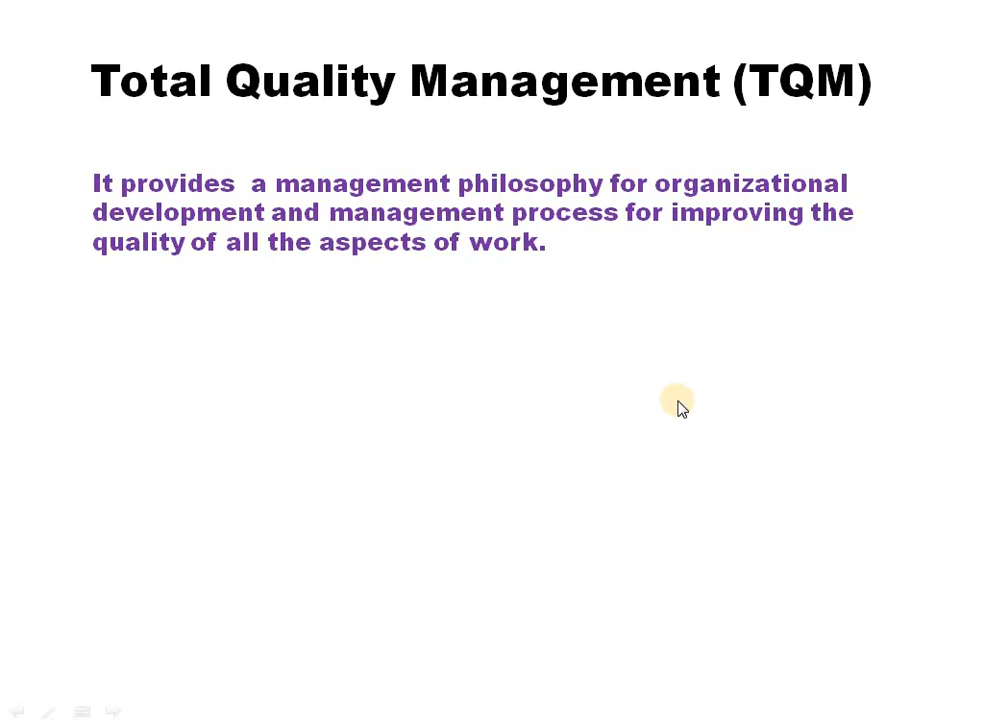 Total Quality Management (TQM)
It provides  a management philosophy for organizational
development and management process for improving the
quality of all the aspects of work.